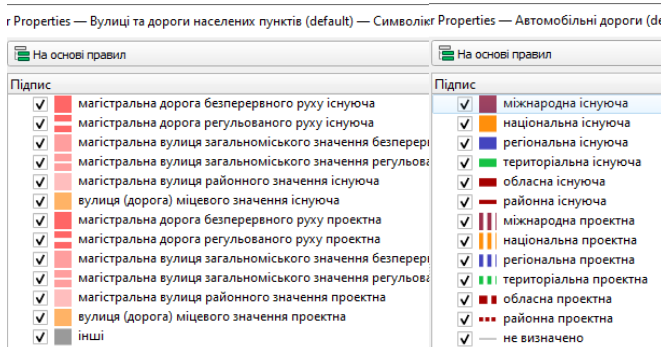 r Properties — Вулиці та дороги населених пунктів (default) — Символік
На основі правил
Підпис
магістральна дорога безперервного руху існуюча
магістральна дорога регульованого руху існуюча
магістральна вулиця загальноміського значення безперер
магістральна вулиця загальноміського значення регульова
магістральна вулиця районного значення існуюча
вулиця (дорога) міцевого значення існуюча
магістральна дорога безперервного руху проектна
магістральна дорога регульованого руху проектна
магістральна вулиця загальноміського значення безперер
магістральна вулиця загальноміського значення регульова
магістральна вулиця районного значення проектна
вулиця (дорога) міцевого значення проектна
інші
r Properties — Автомобільні дороги (de
На основі правил
Підпис
міжнародна існуюча
національна існуюча
регіональна існуюча
територіальна існуюча
обласна існуюча
районна існуюча
міжнародна проектна
національна проектна
регіональна проектна
територіальна проектна
обласна проектна
районна проектна
не визначено